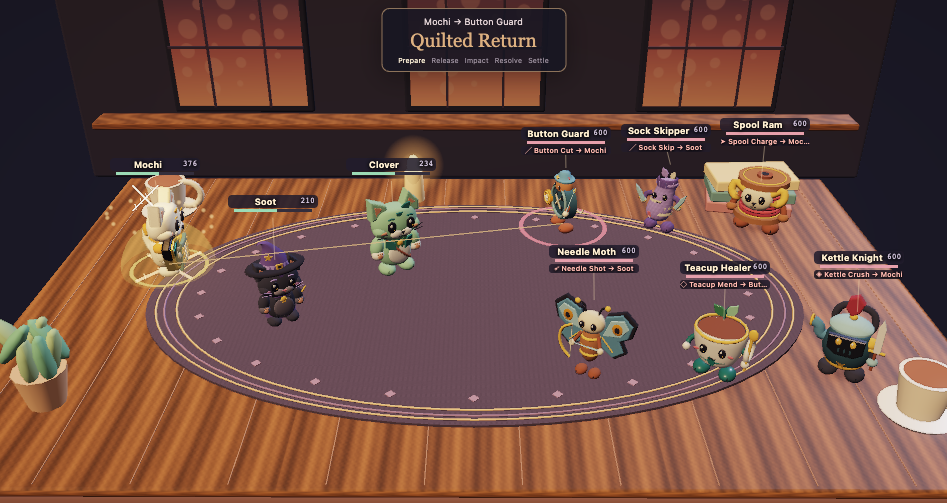 Mochi → Button Guard
Quilted Return
Prepare Release Impact Resolve Settle
Mochi 376
Soot 210
Clover 234
Button Guard 600
Button Cut → Mochi
Sock Skipper 600
Sock Skip → Soot
Spool Ram 600
Spool Charge → Moc...
Needle Moth 600
Needle Shot → Soot
Teacup Healer 600
Teacup Mend → But...
Kettle Knight 600
Kettle Crush → Mochi